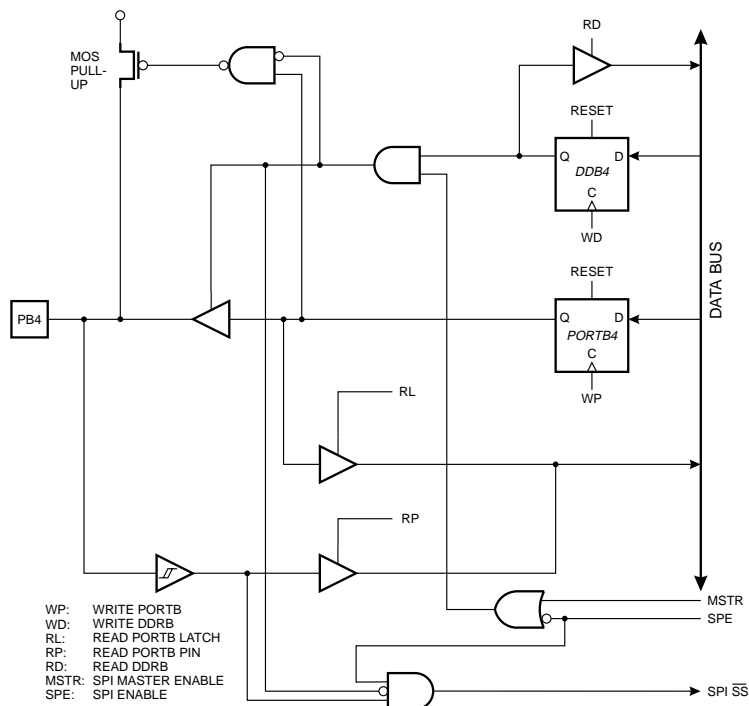 RD
MOS
PULL-
UP
RESET
Q
D
DDB4
C
WD
DATA BUS
RESET
PB4
Q
D
PORTB4
C
WP
RL
RP
WP: WRITE PORTB
WD: WRITE DDRB
RL: READ PORTB LATCH
RP: READ PORTB PIN
RD: READ DDRB
MSTR: SPI MASTER ENABLE
SPE: SPI ENABLE
MSTR
SPE
SPI S̅S̅